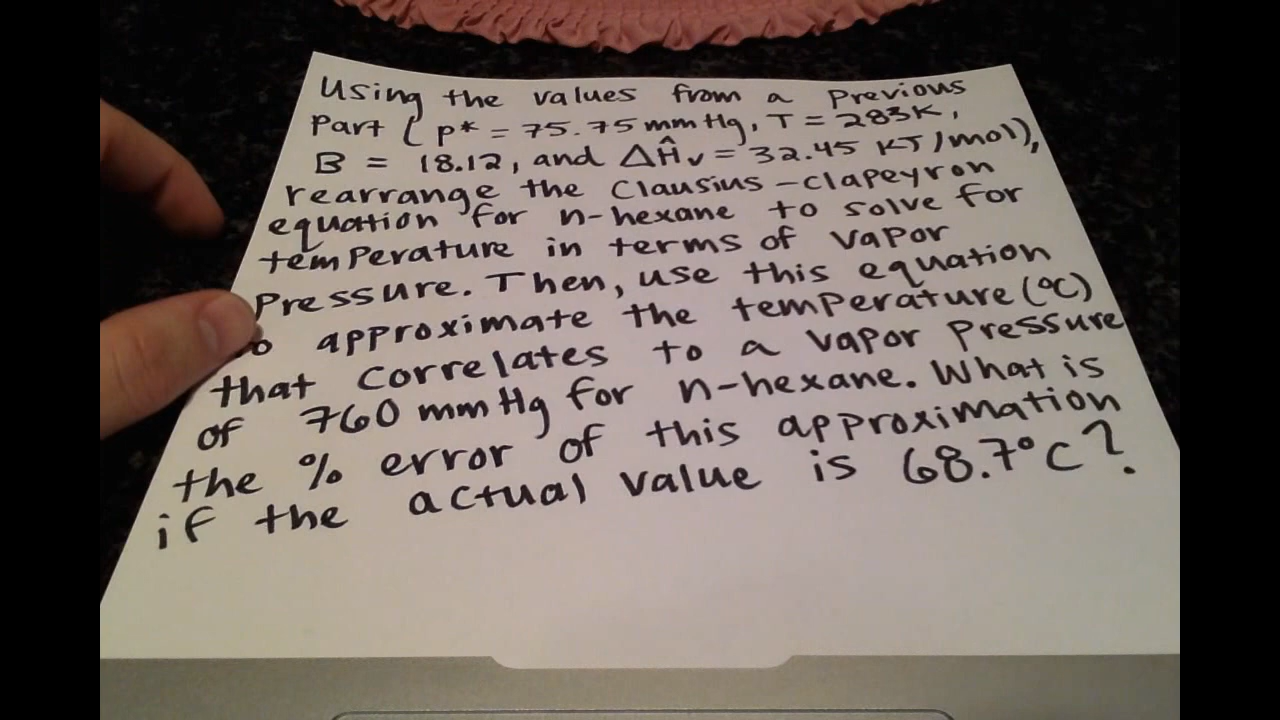 Using the values from a previous
Part (P* = 75.75 mmHg, T = 283K,
B = 18.12, and ΔĤv = 32.45 KJ/mol),
rearrange the Clausius-Clapeyron
equation for n-hexane to solve for
temperature in terms of vapor
Pressure. Then, use this equation
approximate the temperature (°C)
that correlates to a vapor pressure
of 760 mmHg for n-hexane. What is
the % error of this approximation
if the actual value is 68.7°C?